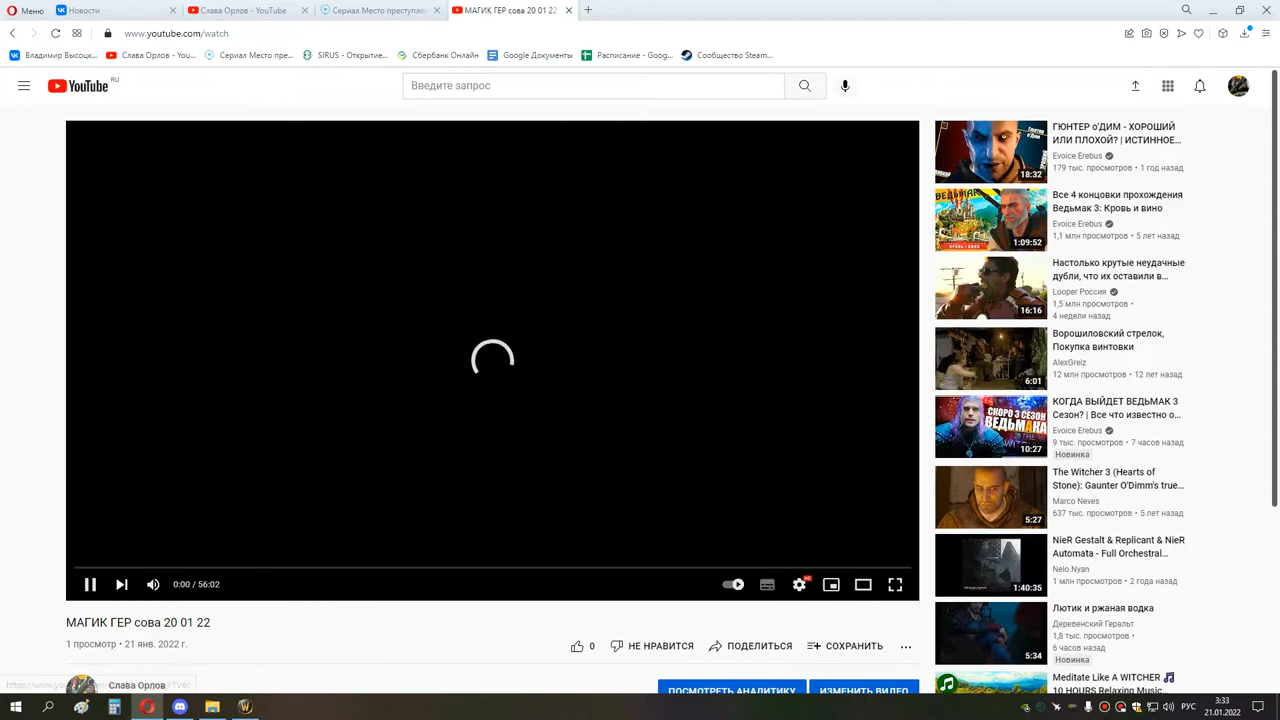 Меню
Новости
Слава Орлов - YouTube
Сериал Место преступлен
МАГИК ГЕР сова 20 01 22
www.youtube.com/watch
Владимир Высоцк...
Слава Орлов - You...
Сериал Место пре...
SIRUS - Открытие...
Сбербанк Онлайн
Google Документы
Расписание - Goog...
Сообщество Steam...
YouTube
RU
Введите запрос
ГЮНТЕР о'ДИМ - ХОРОШИЙ
ИЛИ ПЛОХОЙ? | ИСТИННОЕ...
Evoice Erebus
179 тыс. просмотров • 1 год назад
18:32
ВЕДЬМАК
Все 4 концовки прохождения
Ведьмак 3: Кровь и вино
Evoice Erebus
1,1 млн просмотров • 5 лет назад
1:09:52
Настолько крутые неудачные
дубли, что их оставили в...
Looper Россия
1,5 млн просмотров •
4 недели назад
16:16
Ворошиловский стрелок,
Покупка винтовки
AlexGreiz
12 млн просмотров • 12 лет назад
6:01
КОГДА ВЫЙДЕТ ВЕДЬМАК 3
Сезон? | Все что известно о...
Evoice Erebus
9 тыс. просмотров • 7 часов назад
Новинка
СКОРО 3 СЕЗОН
ВЕДЬМАКА
10:27
The Witcher 3 (Hearts of
Stone): Gaunter O'Dimm's true...
Marco Neves
637 тыс. просмотров • 5 лет назад
5:27
NieR Gestalt & Replicant & NieR
Automata - Full Orchestral...
Nelo.Nyan
1 млн просмотров • 2 года назад
1:40:35
Лютик и ржаная водка
Деревенский Геральт
1,8 тыс. просмотров •
6 часов назад
Новинка
5:34
Meditate Like A WITCHER 🎵
10 HOURS Relaxing Music...
0:00 / 56:02
HD
МАГИК ГЕР сова 20 01 22
1 просмотр • 21 янв. 2022 г.
0
НЕ НРАВИТСЯ
ПОДЕЛИТЬСЯ
СОХРАНИТЬ
Слава Орлов
ПОСМОТРЕТЬ АНАЛИТИКУ
ИЗМЕНИТЬ ВИДЕО
РУС
3:33
21.01.2022